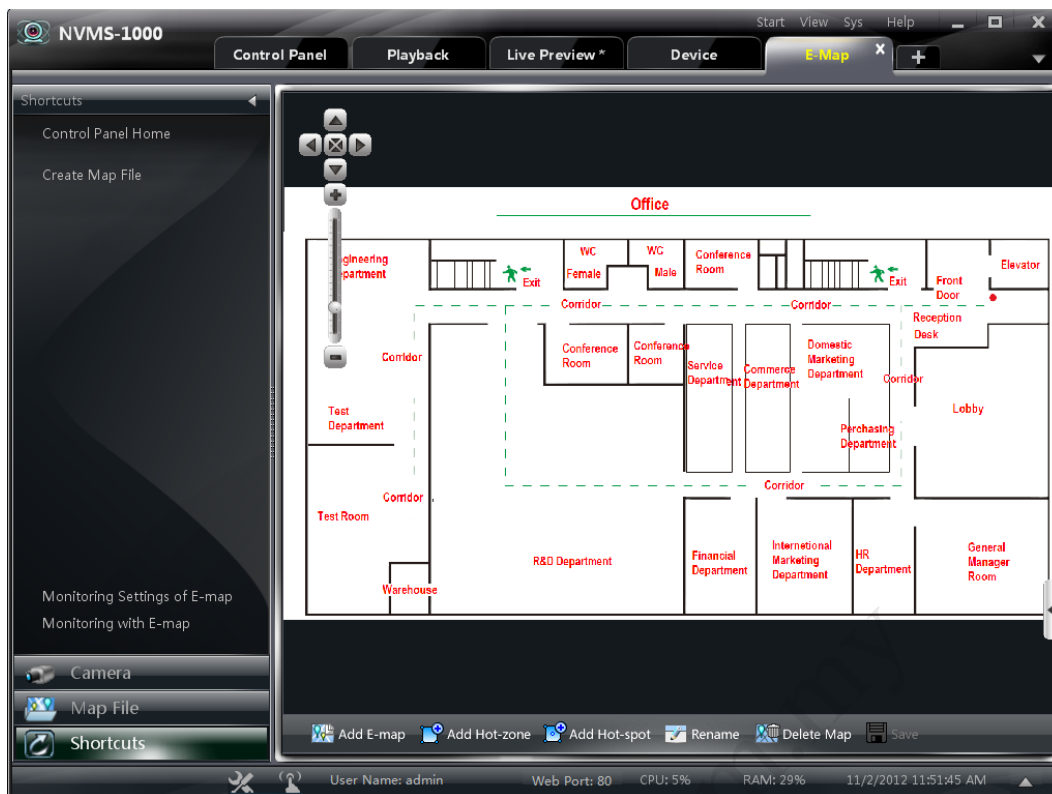 Start View Sys Help
NVMS-1000
Control Panel
Playback
Live Preview *
Device
E-Map
Shortcuts
Control Panel Home
Create Map File
Office
ngineering
epartment
Exit
WC
Female
WC
Male
Conference
Room
Exit
Front
Door
Elevator
Corridor
Corridor
Reception
Desk
Corridor
Conference
Room
Conference
Room
Service
Department
Commerce
Department
Domestic
Marketing
Department
Corridor
Test
Department
Perchasing
Department
Lobby
Corridor
Corridor
Test Room
R&D Department
Financial
Department
Internetional
Marketing
Department
HR
Department
General
Manager
Room
Warehouse
Monitoring Settings of E-map
Monitoring with E-map
Camera
Map File
Shortcuts
Add E-map
Add Hot-zone
Add Hot-spot
Rename
Delete Map
Save
User Name: admin
Web Port: 80
CPU: 5%
RAM: 29%
11/2/2012 11:51:45 AM